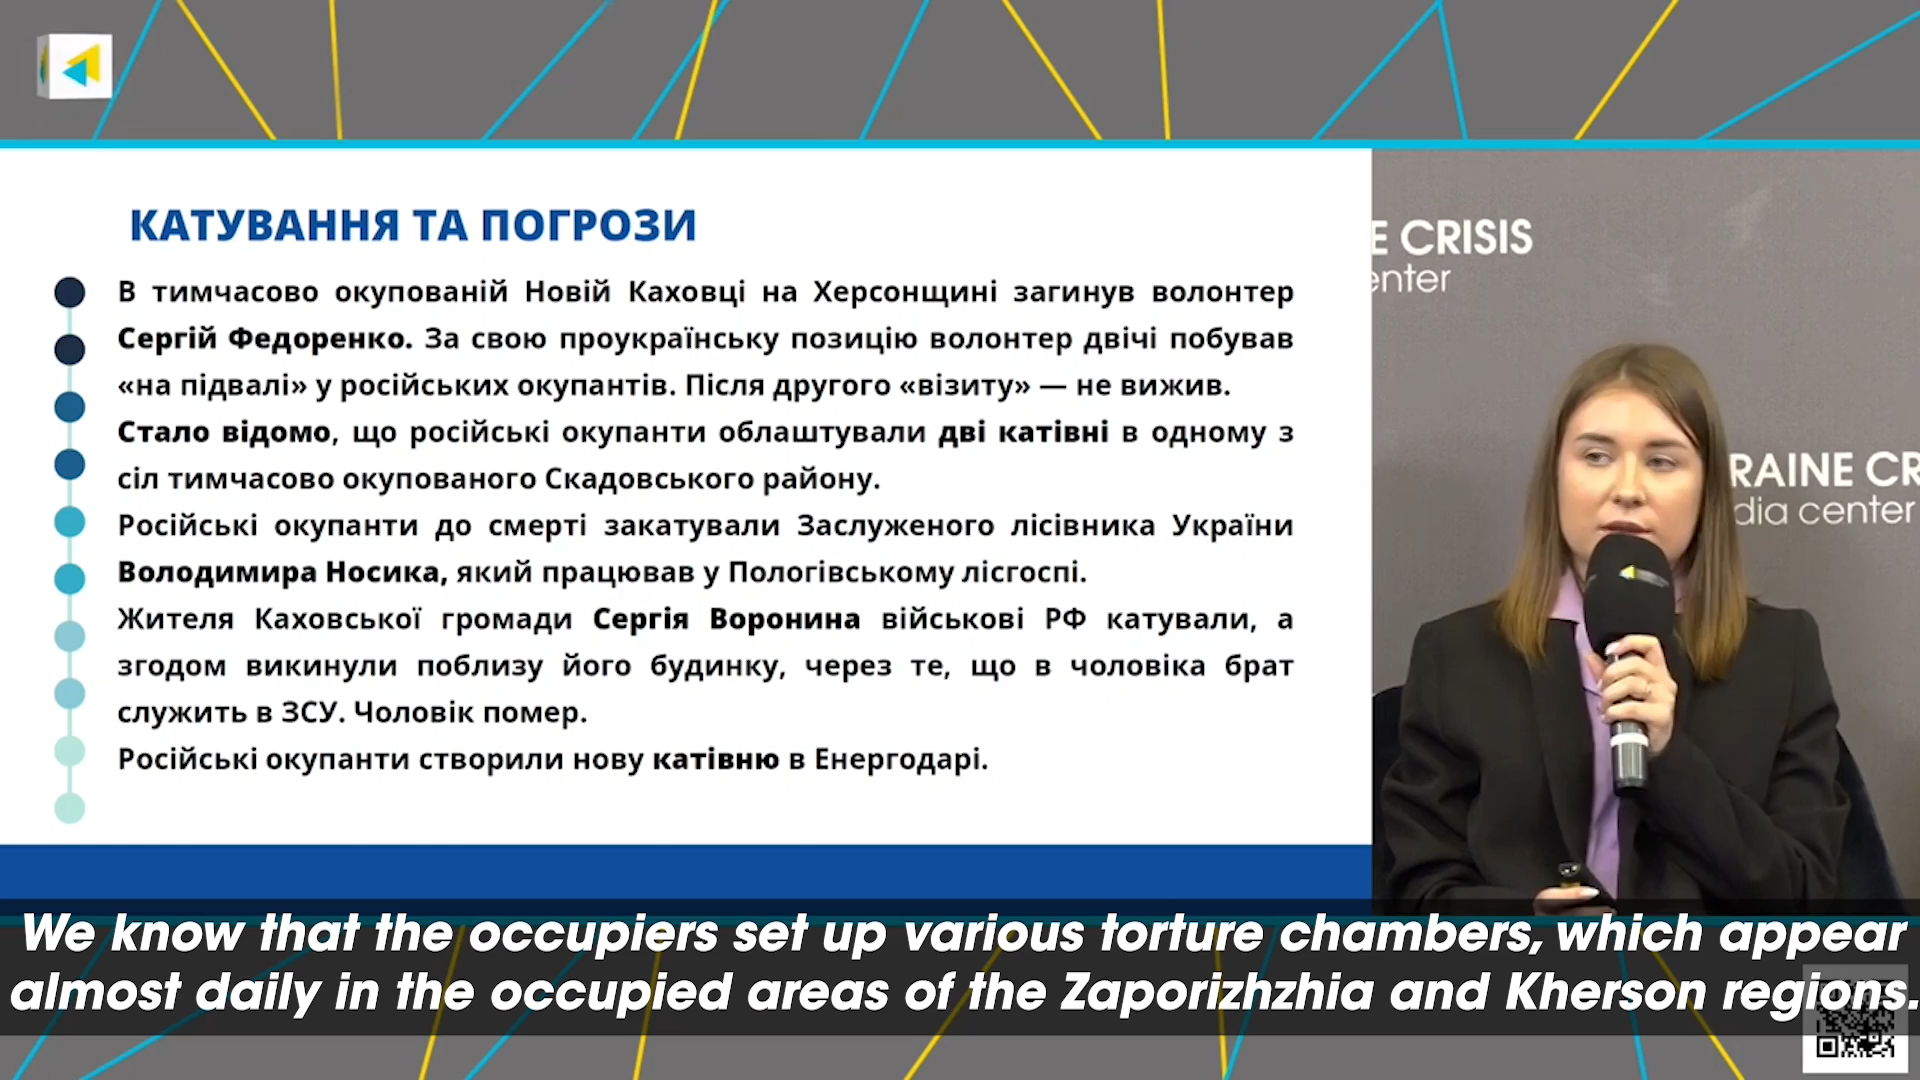 КАТУВАННЯ ТА ПОГРОЗИ
В тимчасово окупованій Новій Каховці на Херсонщині загинув волонтер
Сергій Федоренко. За свою проукраїнську позицію волонтер двічі побував
«на підвалі» у російських окупантів. Після другого «візиту» — не вижив.
Стало відомо, що російські окупанти облаштували дві катівні в одному з
сіл тимчасово окупованого Скадовського району.
Російські окупанти до смерті закатували Заслуженого лісівника України
Володимира Носика, який працював у Пологівському лісгоспі.
Жителя Каховської громади Сергія Воронина військові РФ катували, а
згодом викинули поблизу його будинку, через те, що в чоловіка брат
служить в ЗСУ. Чоловік помер.
Російські окупанти створили нову катівню в Енергодарі.
E CRISIS
enter
RAINE CR
dia center
We know that the occupiers set up various torture chambers, which appear
almost daily in the occupied areas of the Zaporizhzhia and Kherson regions.